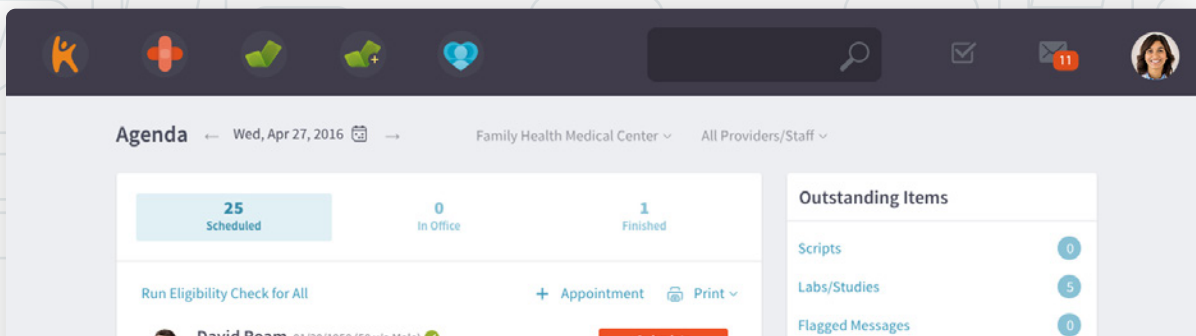 11
Agenda ← Wed, Apr 27, 2016 → Family Health Medical Center All Providers/Staff
25 0 1
Scheduled In Office Finished
Run Eligibility Check for All + Appointment Print
David
Outstanding Items
Scripts 0
Labs/Studies 5
Flagged Messages 0